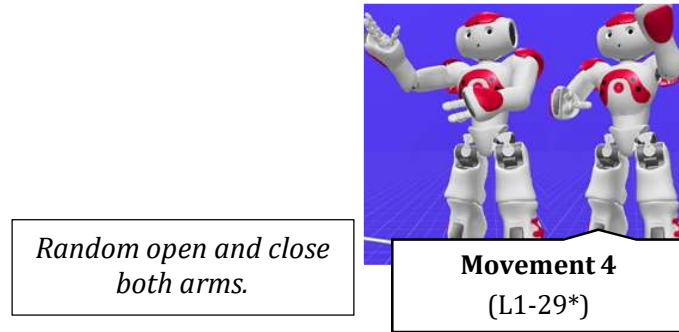 Random open and close
both arms.
Movement 4
(L1-29*)